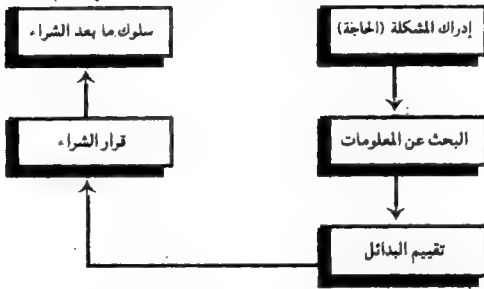 إدراك المشكلة (الحاجة)
البحث عن المعلومات
تقييم البدائل
قرار الشراء
سلوك ما بعد الشراء